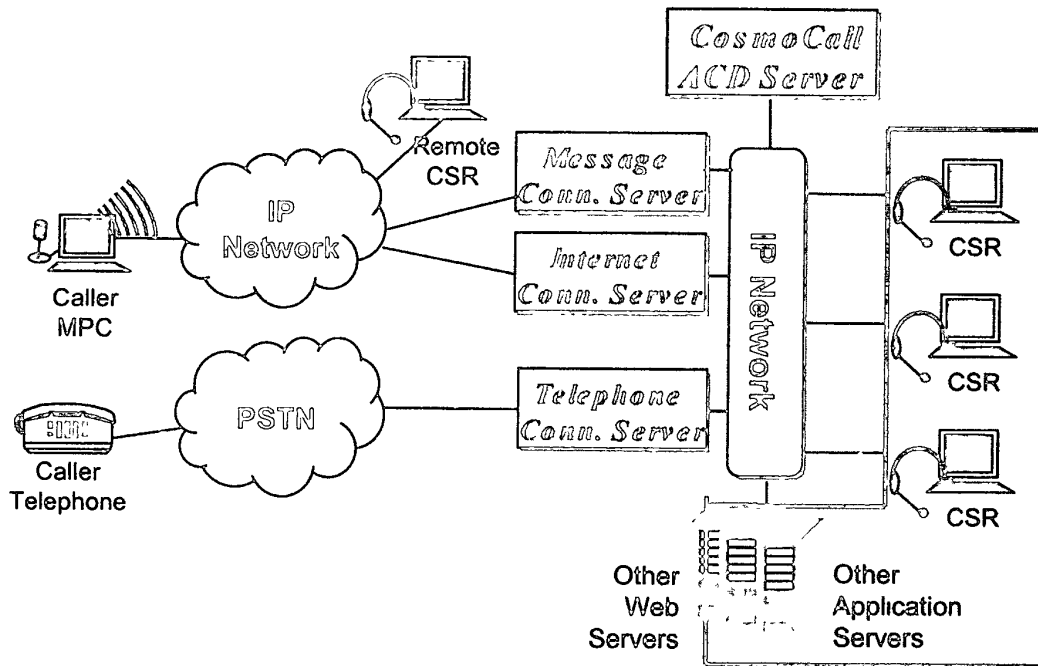 CosmoCall
ACD Server
Remote
CSR
Message
Conn. Server
IP
Network
Internet
Conn. Server
IP Network
CSR
Caller
MPC
CSR
PSTN
Telephone
Conn. Server
Caller
Telephone
CSR
Other
Web
Servers
Other
Application
Servers